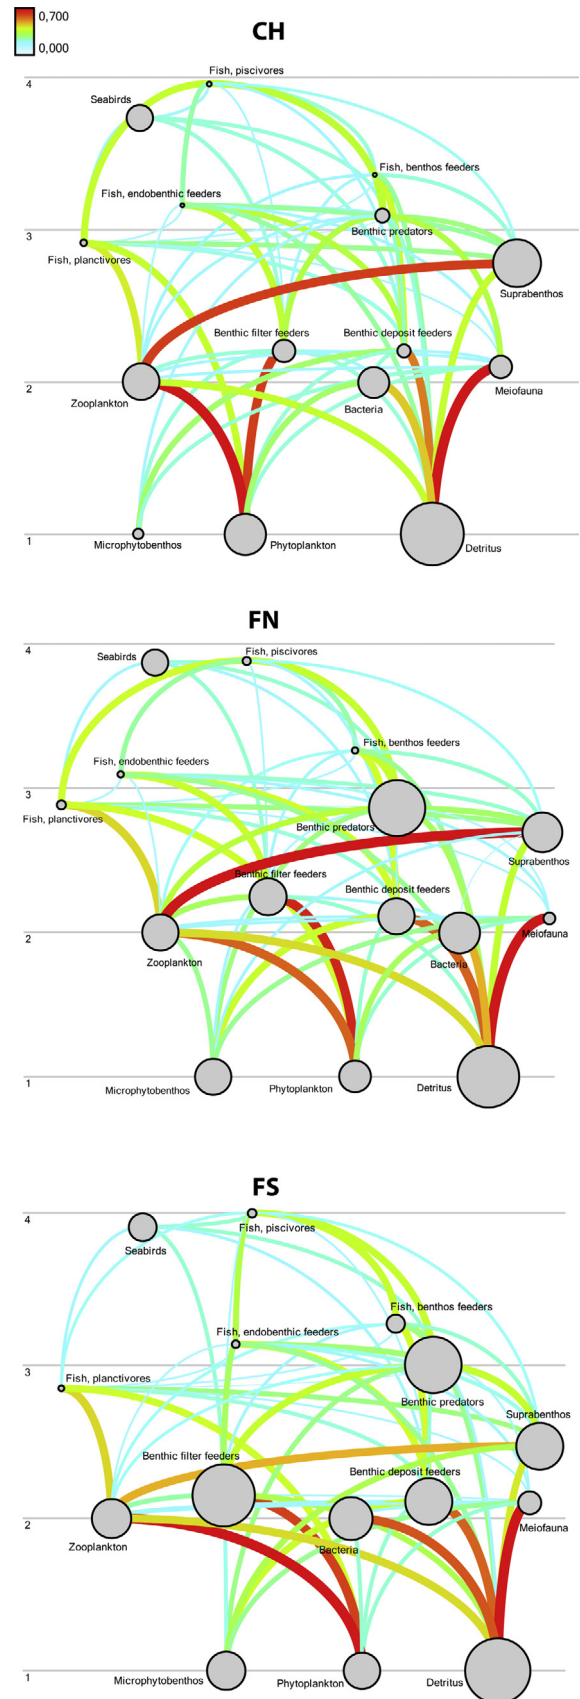 0,700
0,000
CH
4
Fish, piscivores
Seabirds
Fish, benthos feeders
Fish, endobenthic feeders
3
Benthic predators
Fish, planctivores
Suprabenthos
Benthic filter feeders
Benthic deposit feeders
2
Zooplankton
Bacteria
Meiofauna
1
Microphytobenthos
Phytoplankton
Detritus
FN
4
Seabirds
Fish, piscivores
Fish, benthos feeders
Fish, endobenthic feeders
3
Fish, planctivores
Benthic predators
Suprabenthos
Benthic filter feeders
Benthic deposit feeders
2
Zooplankton
Bacteria
Meiofauna
1
Microphytobenthos
Phytoplankton
Detritus
FS
4
Fish, piscivores
Seabirds
Fish, benthos feeders
Fish, endobenthic feeders
3
Fish, planctivores
Benthic predators
Suprabenthos
Benthic filter feeders
Benthic deposit feeders
2
Zooplankton
Bacteria
Meiofauna
1
Microphytobenthos
Phytoplankton
Detritus